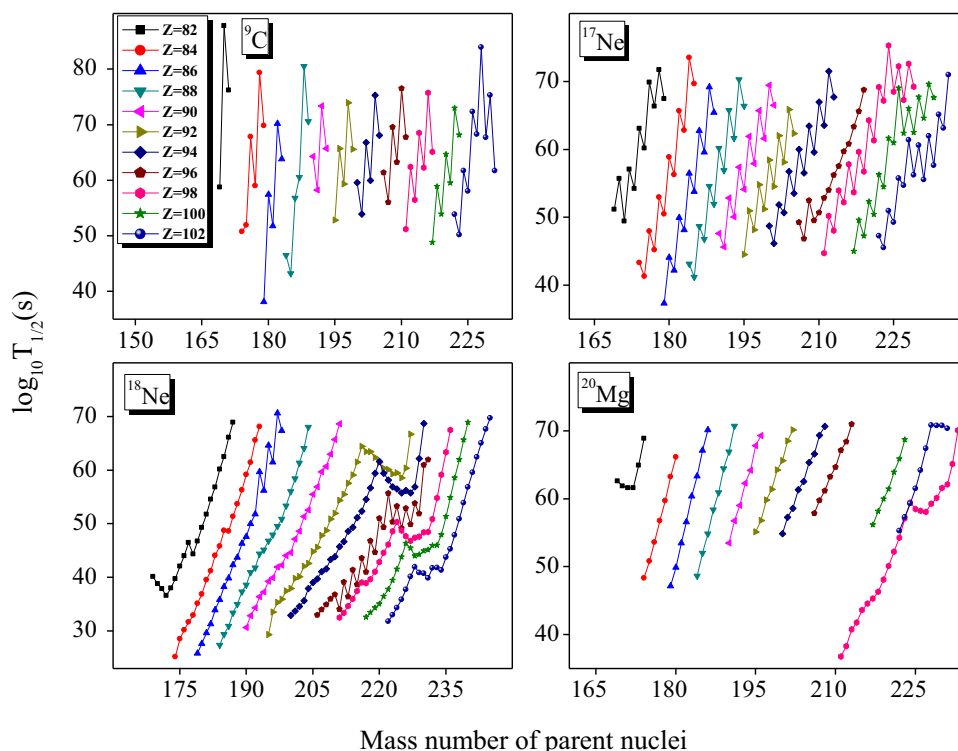 ⁹C
Z=82
Z=84
Z=86
Z=88
Z=90
Z=92
Z=94
Z=96
Z=98
Z=100
Z=102
80
70
60
50
40
150 165 180 195 210 225
¹⁷Ne
70
60
50
40
165 180 195 210 225
log₁₀T₁/₂(s)
¹⁸Ne
70
60
50
40
30
175 190 205 220 235
²⁰Mg
70
60
50
40
165 180 195 210 225
Mass number of parent nuclei